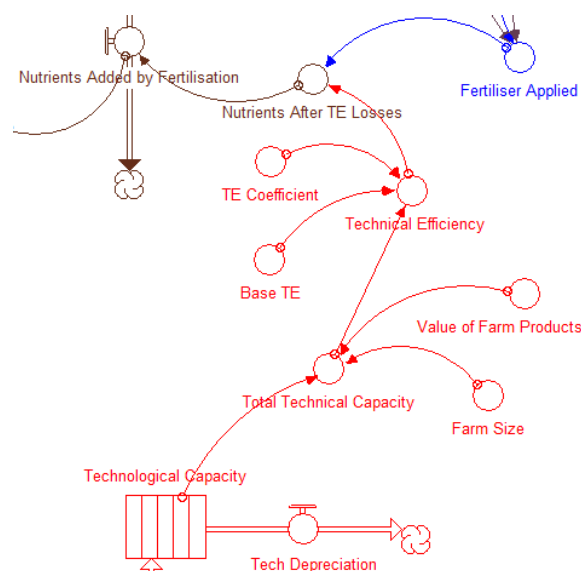 Nutrients Added by Fertilisation
Fertiliser Applied
Nutrients After TE Losses
TE Coefficient
Technical Efficiency
Base TE
Value of Farm Products
Total Technical Capacity
Farm Size
Technological Capacity
Tech Depreciation